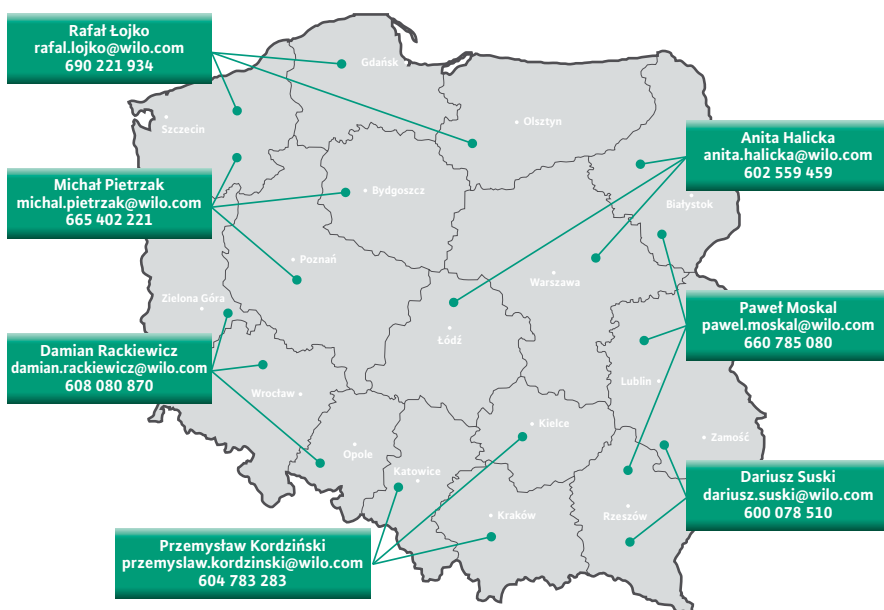 Rafał Łojko
rafal.lojko@wilo.com
690 221 934
Gdańsk
Olsztyn
Szczecin
Anita Halicka
anita.halicka@wilo.com
602 559 459
Michał Pietrzak
michal.pietrzak@wilo.com
665 402 221
Bydgoszcz
Białystok
Poznań
Warszawa
Zielona Góra
Łódź
Paweł Moskal
pawel.moskal@wilo.com
660 785 080
Damian Rackiewicz
damian.rackiewicz@wilo.com
608 080 870
Wrocław
Lublin
Kielce
Zamość
Opole
Katowice
Dariusz Suski
dariusz.suski@wilo.com
600 078 510
Kraków
Rzeszów
Przemysław Kordziński
przemyslaw.kordzinski@wilo.com
604 783 283